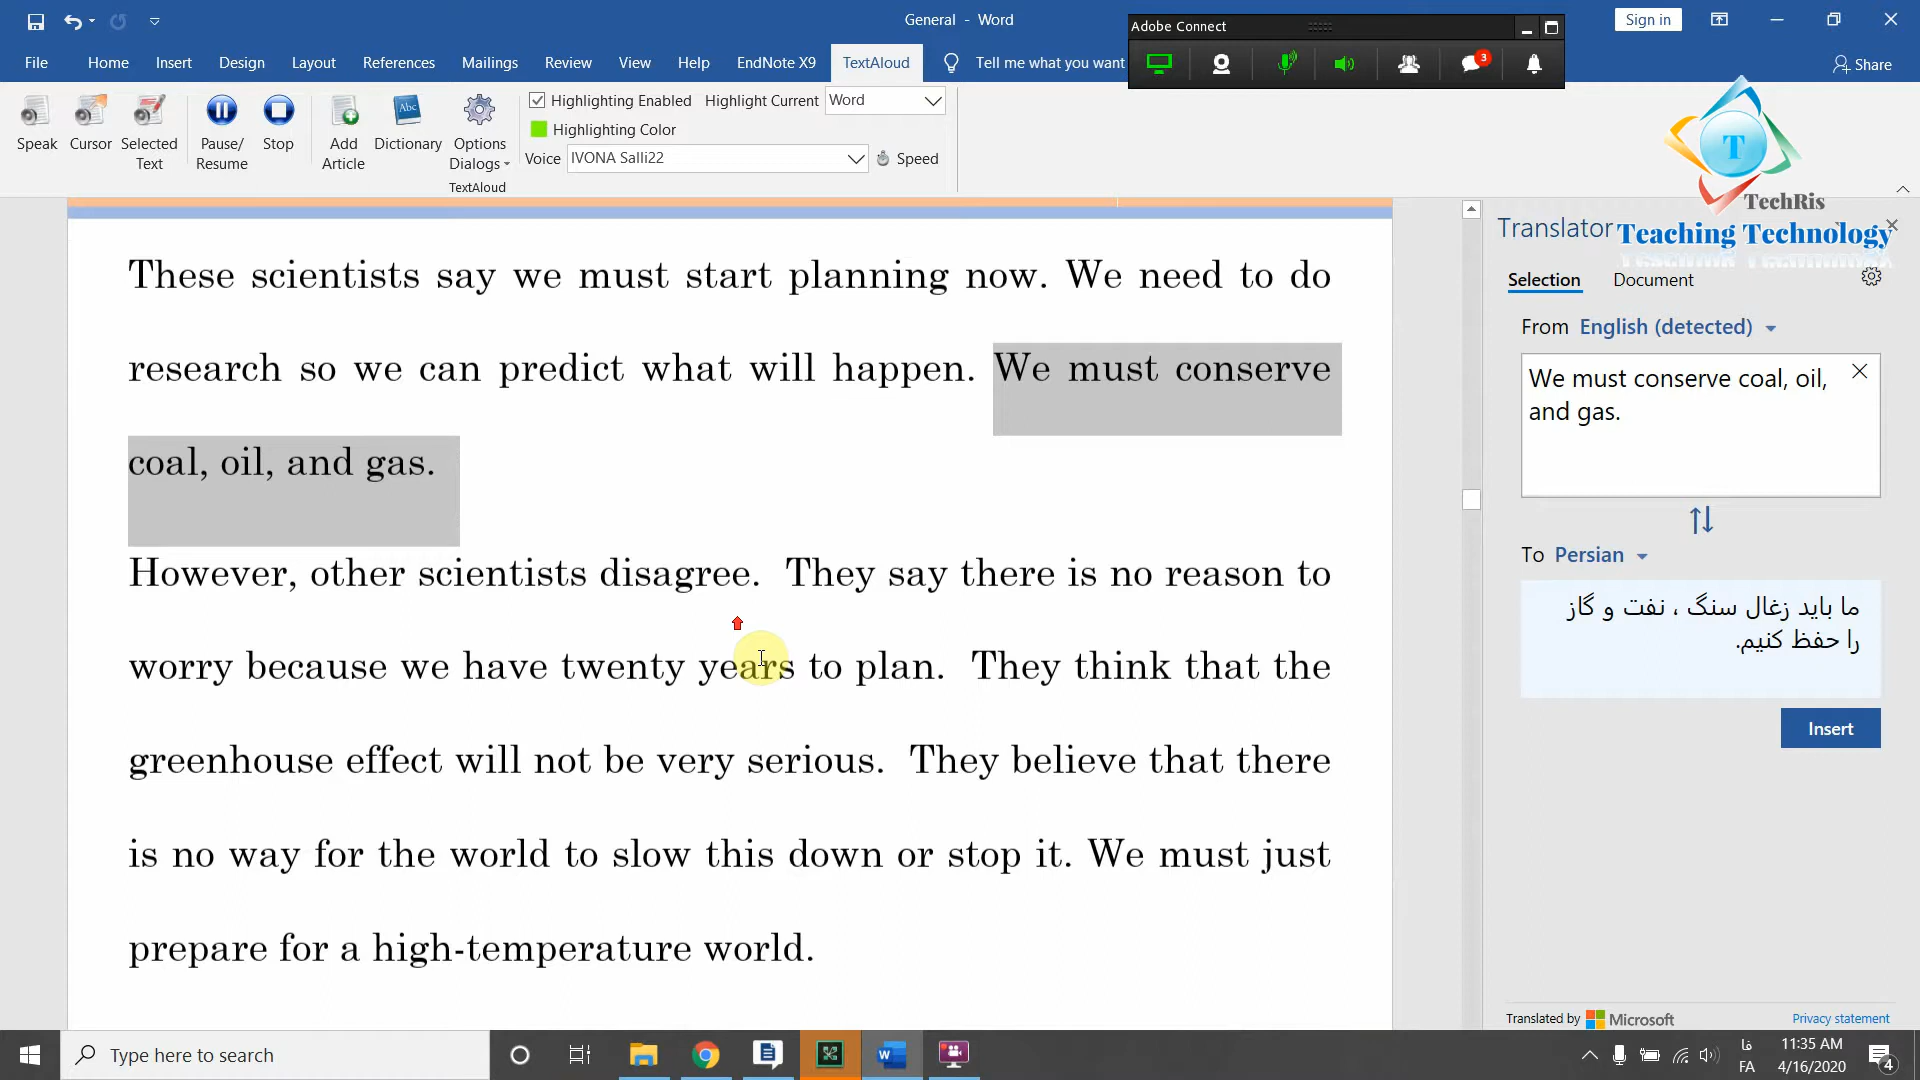 General - Word
Adobe Connect
Sign in
File Home Insert Design Layout References Mailings Review View Help EndNote X9 TextAloud Tell me what you want
3
Share
Speak Cursor Selected Text Pause/ Resume Stop Add Article Abc Dictionary Options Dialogs
Highlighting Enabled Highlight Current Word
Highlighting Color
Voice IVONA Salli22 Speed
TextAloud
T
TechRis
Teaching Technology
These scientists say we must start planning now. We need to do
research so we can predict what will happen. We must conserve
coal, oil, and gas.
However, other scientists disagree. They say there is no reason to
worry because we have twenty years to plan. They think that the
greenhouse effect will not be very serious. They believe that there
is no way for the world to slow this down or stop it. We must just
prepare for a high-temperature world.
Translator
Selection Document
From English (detected)
We must conserve coal, oil,
and gas.
To Persian
ما باید زغال سنگ ، نفت و گاز
را حفظ کنیم.
Insert
Translated by Microsoft Privacy statement
Type here to search
فا
FA
11:35 AM
4/16/2020
4